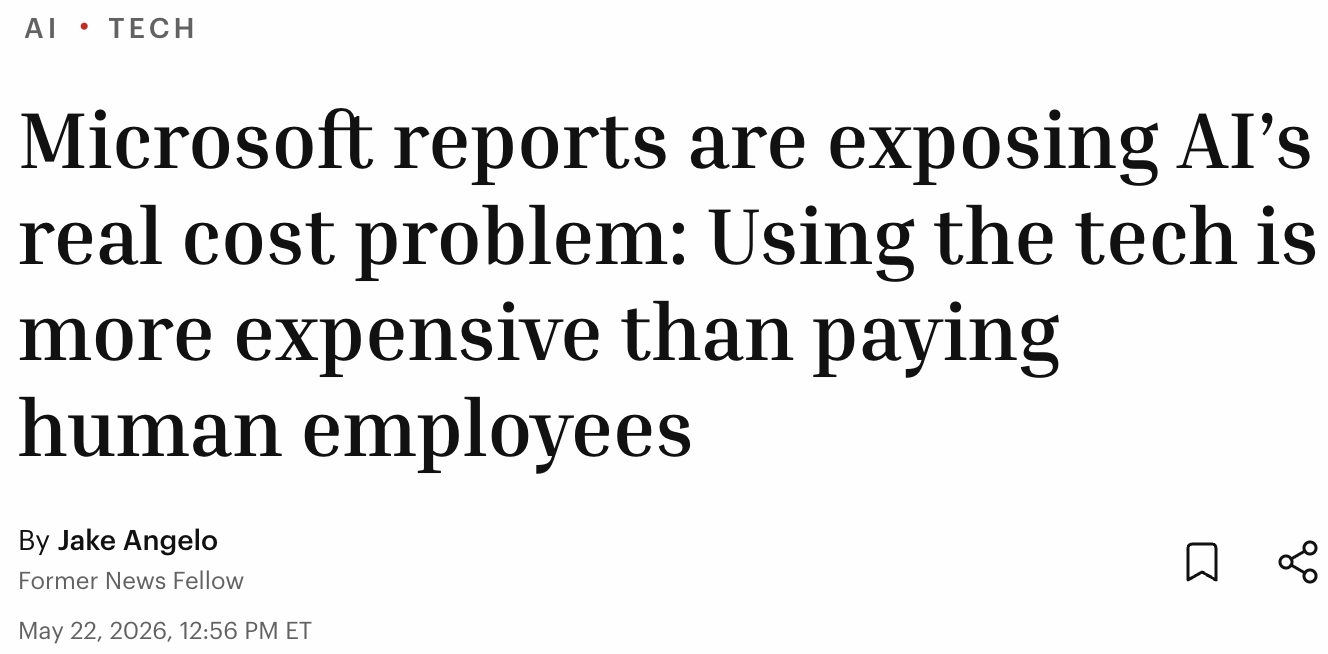 AI • TECH
Microsoft reports are exposing AI’s
real cost problem: Using the tech is
more expensive than paying
human employees
By Jake Angelo
Former News Fellow
May 22, 2026, 12:56 PM ET